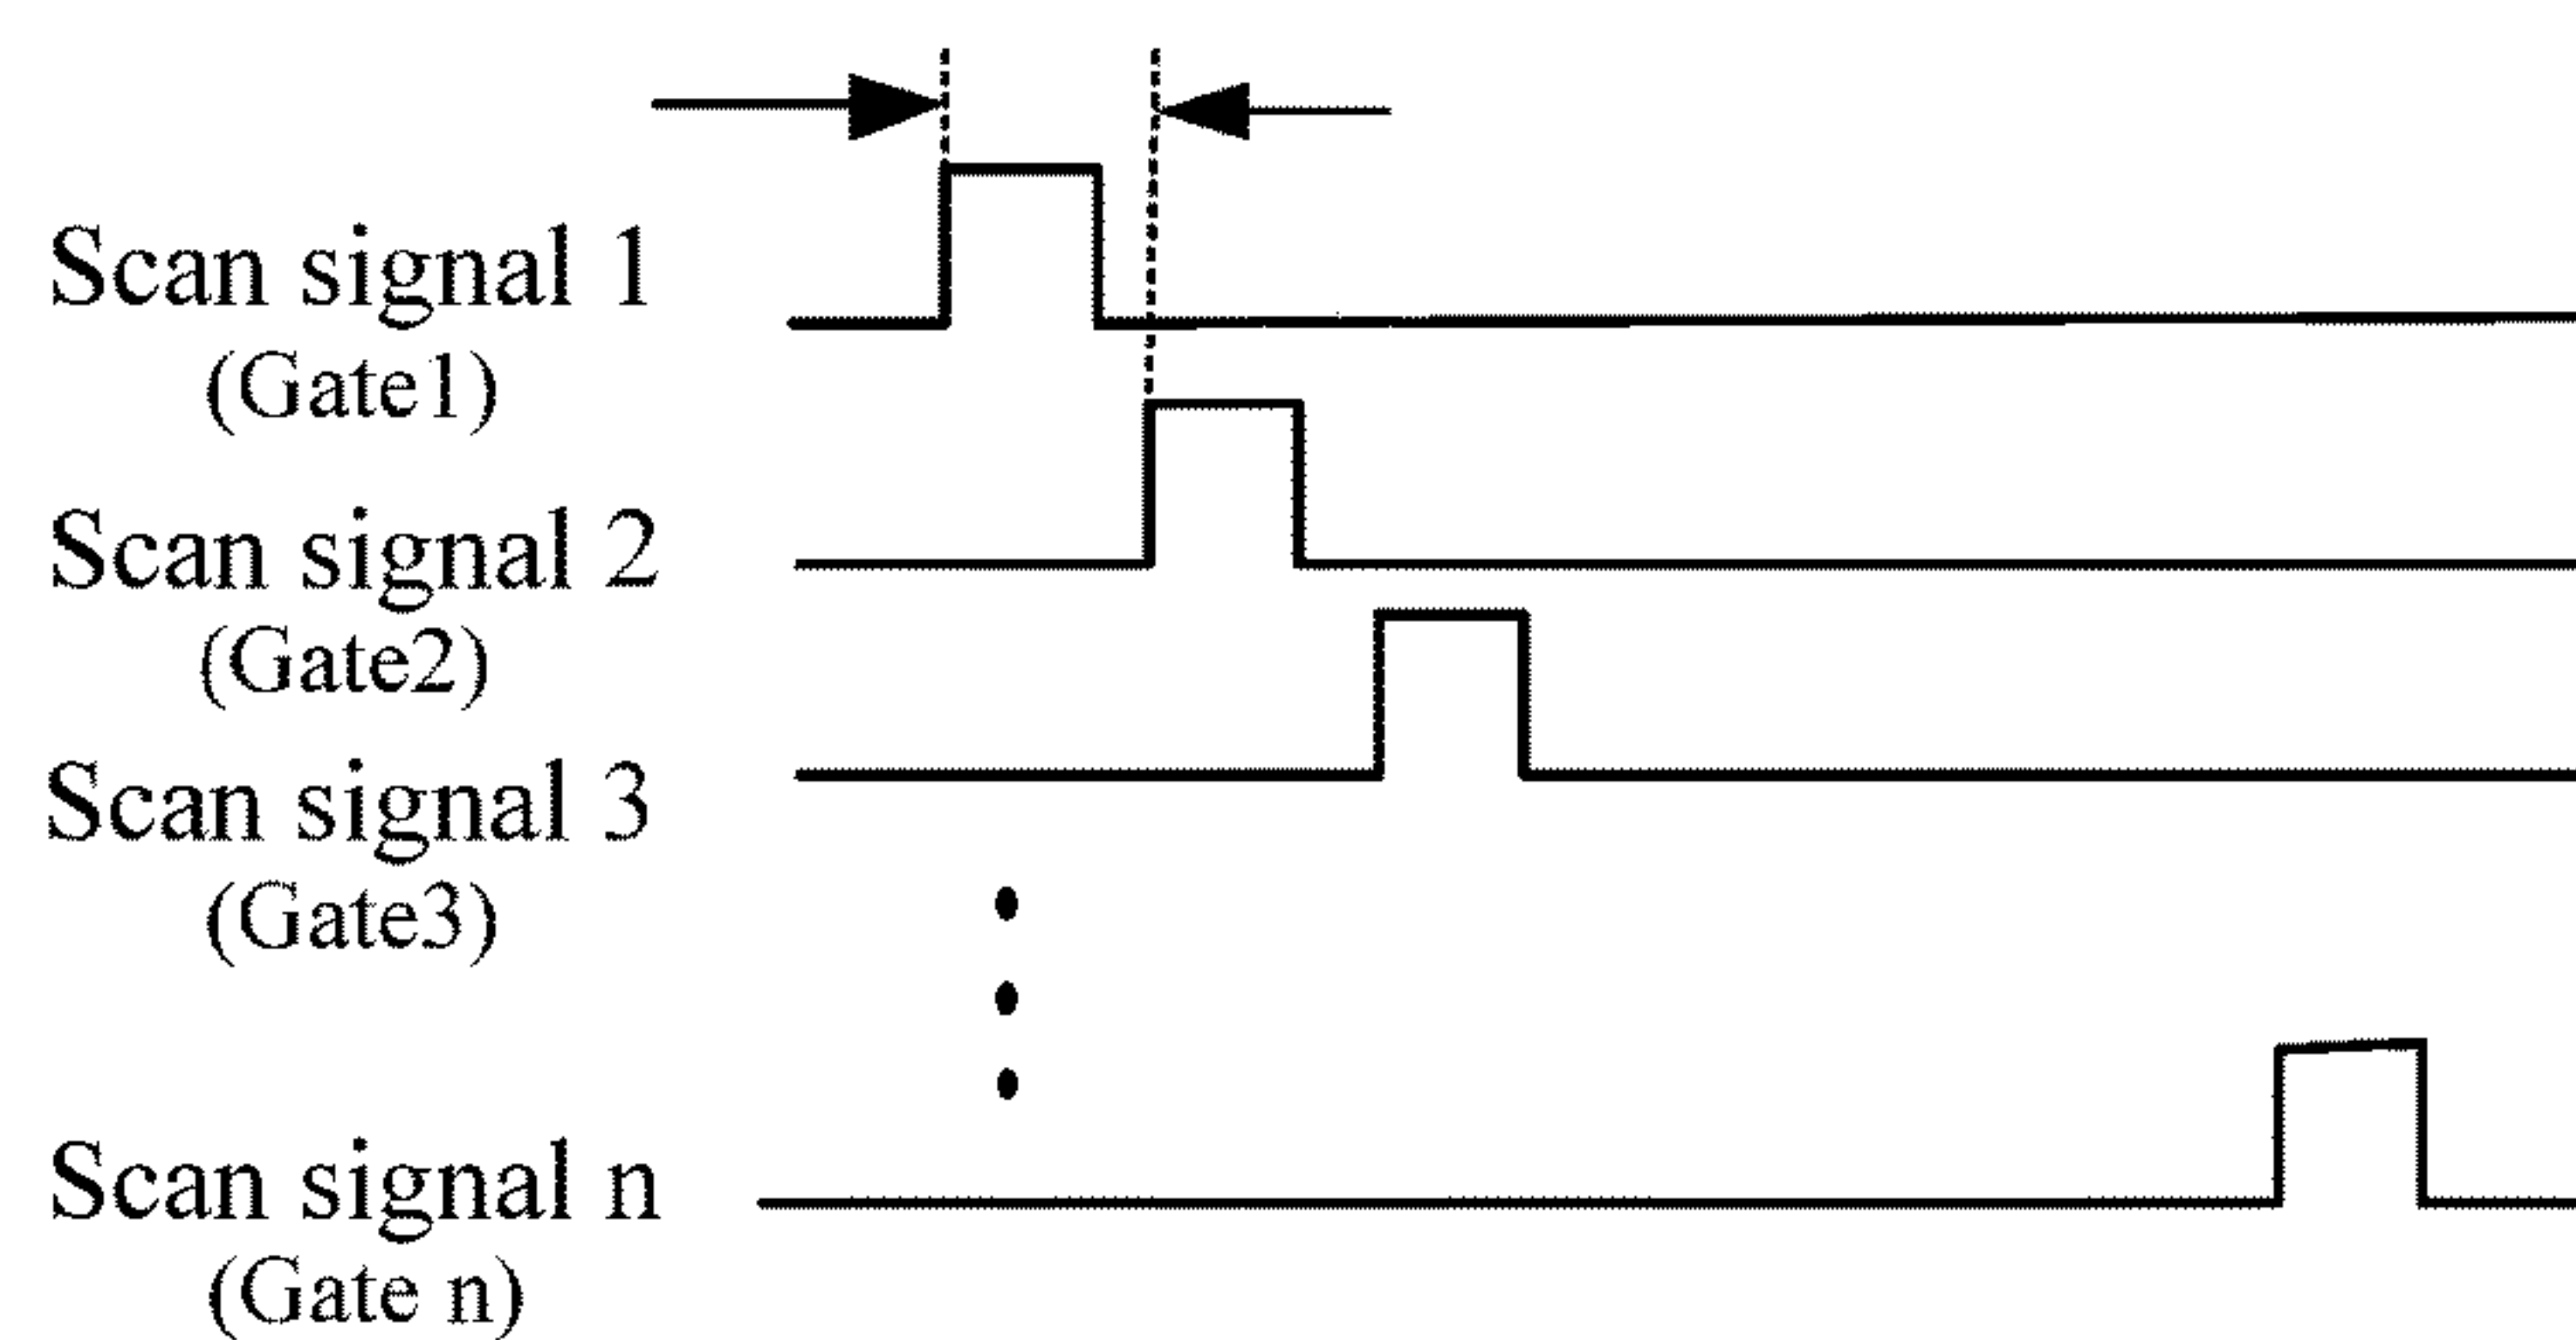 Scan signal 1
(Gate1)
Scan signal 2
(Gate2)
Scan signal 3
(Gate3)
Scan signal n
(Gate n)